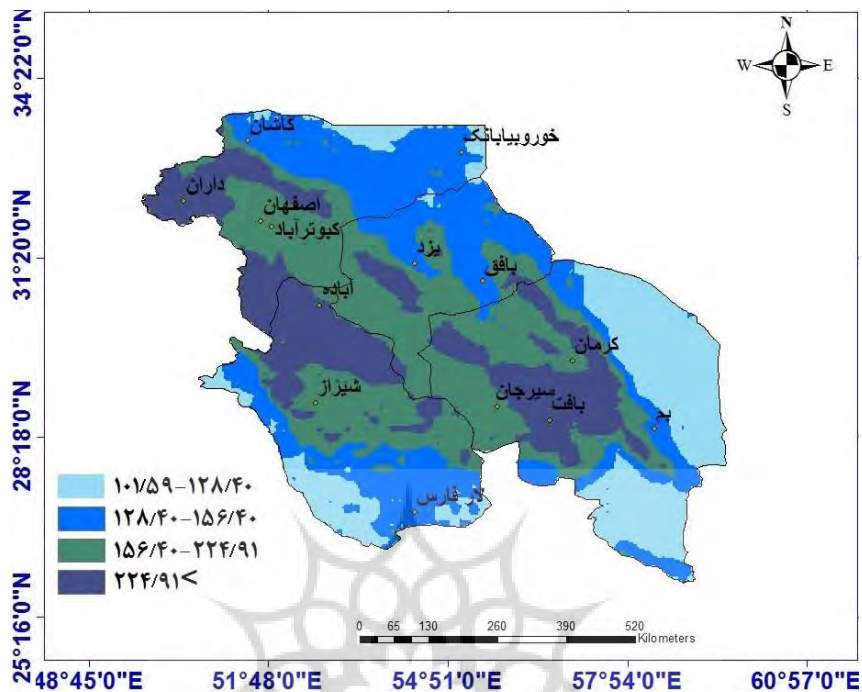 34°22'0"N
31°20'0"N
28°18'0"N
25°16'0"N
N
W E
S
کاشان
خوروبیابانک
داران
اصفهان
کبوترآباد
یزد
بافق
آباده
کرمان
شیراز
سیرجان
بافت
بم
لار فارس
۱۰۱/۵۹-۱۲۸/۴۰
۱۲۸/۴۰-۱۵۶/۴۰
۱۵۶/۴۰-۲۲۴/۹۱
۲۲۴/۹۱<
0 65 130 260 390 520
Kilometers
48°45'0"E 51°48'0"E 54°51'0"E 57°54'0"E 60°57'0"E